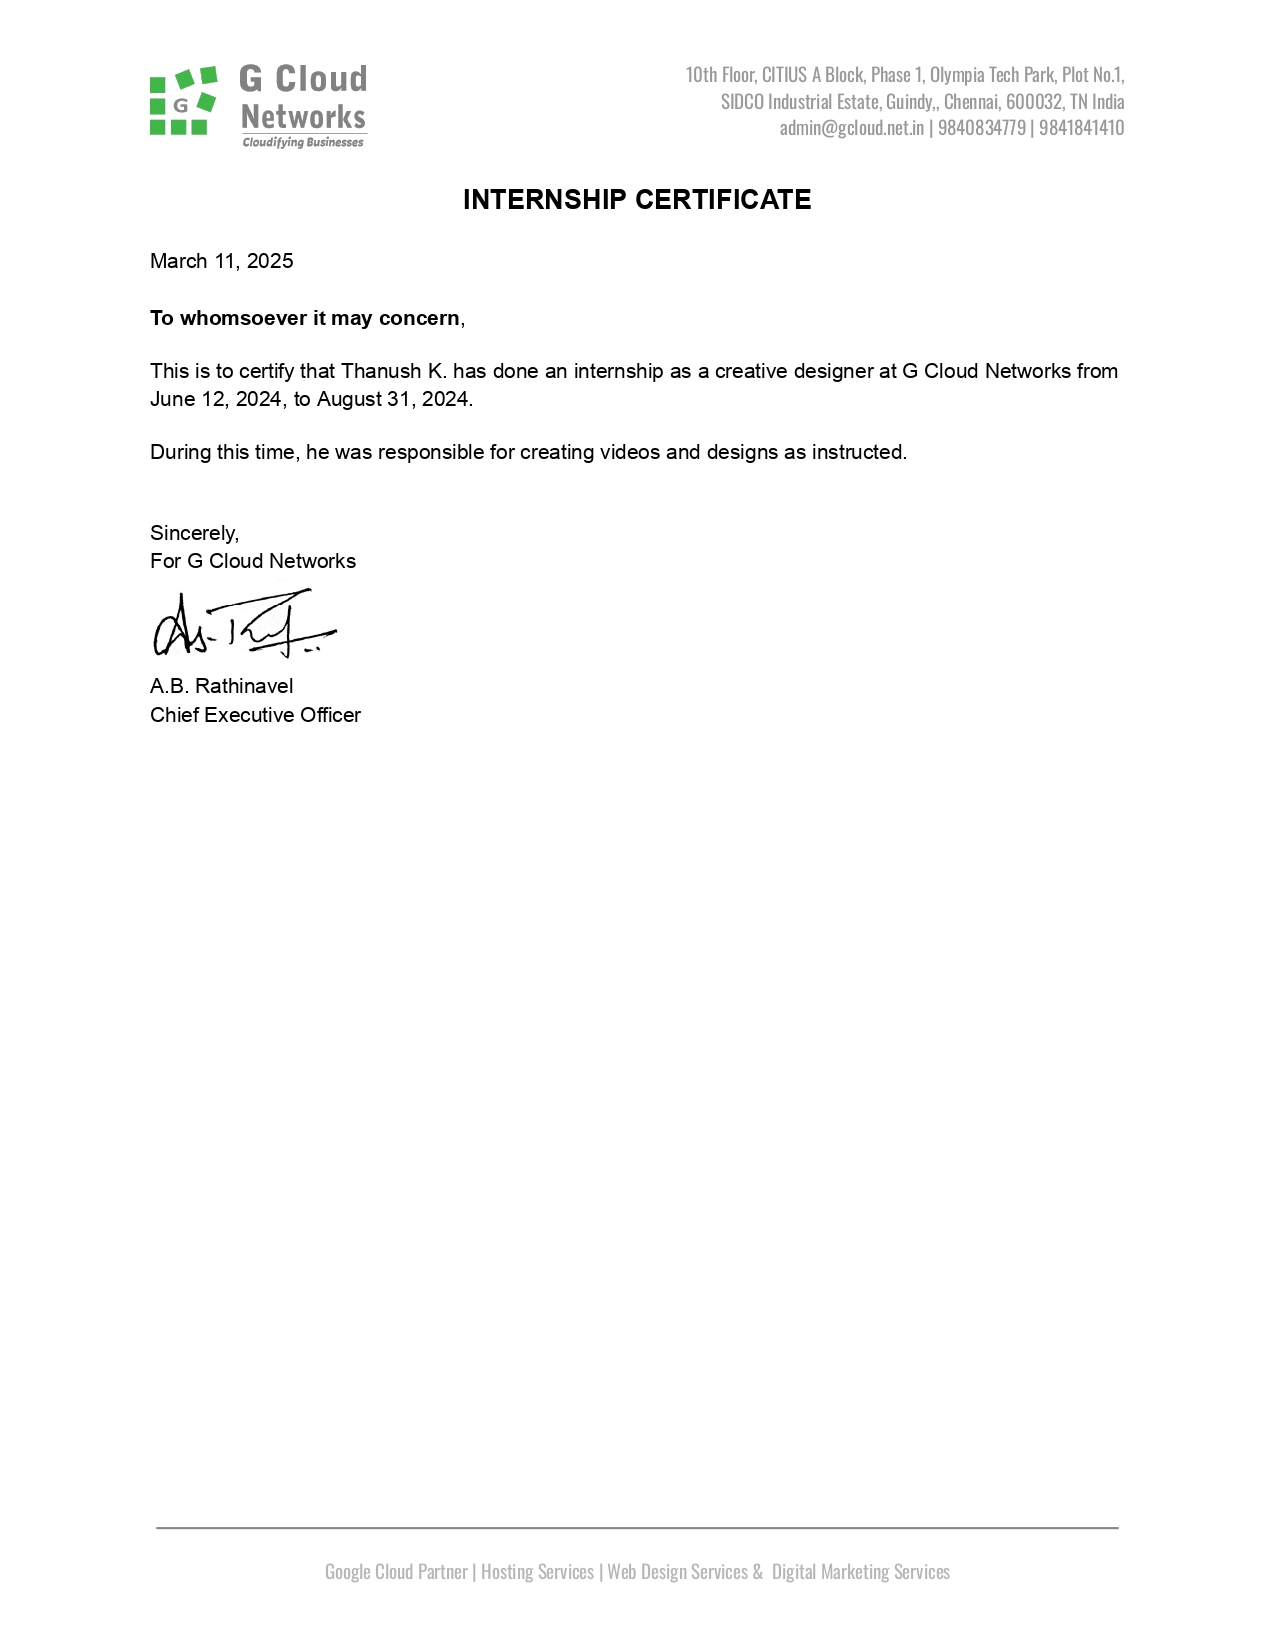 G
G Cloud
Networks
Cloudifying Businesses
10th Floor, CITIUS A Block, Phase 1, Olympia Tech Park, Plot No.1,
SIDCO Industrial Estate, Guindy,, Chennai, 600032, TN India
admin@gcloud.net.in | 9840834779 | 9841841410
INTERNSHIP CERTIFICATE
March 11, 2025
To whomsoever it may concern,
This is to certify that Thanush K. has done an internship as a creative designer at G Cloud Networks from
June 12, 2024, to August 31, 2024.
During this time, he was responsible for creating videos and designs as instructed.
Sincerely,
For G Cloud Networks
A.B. Rathinavel
Chief Executive Officer
Google Cloud Partner | Hosting Services | Web Design Services &  Digital Marketing Services